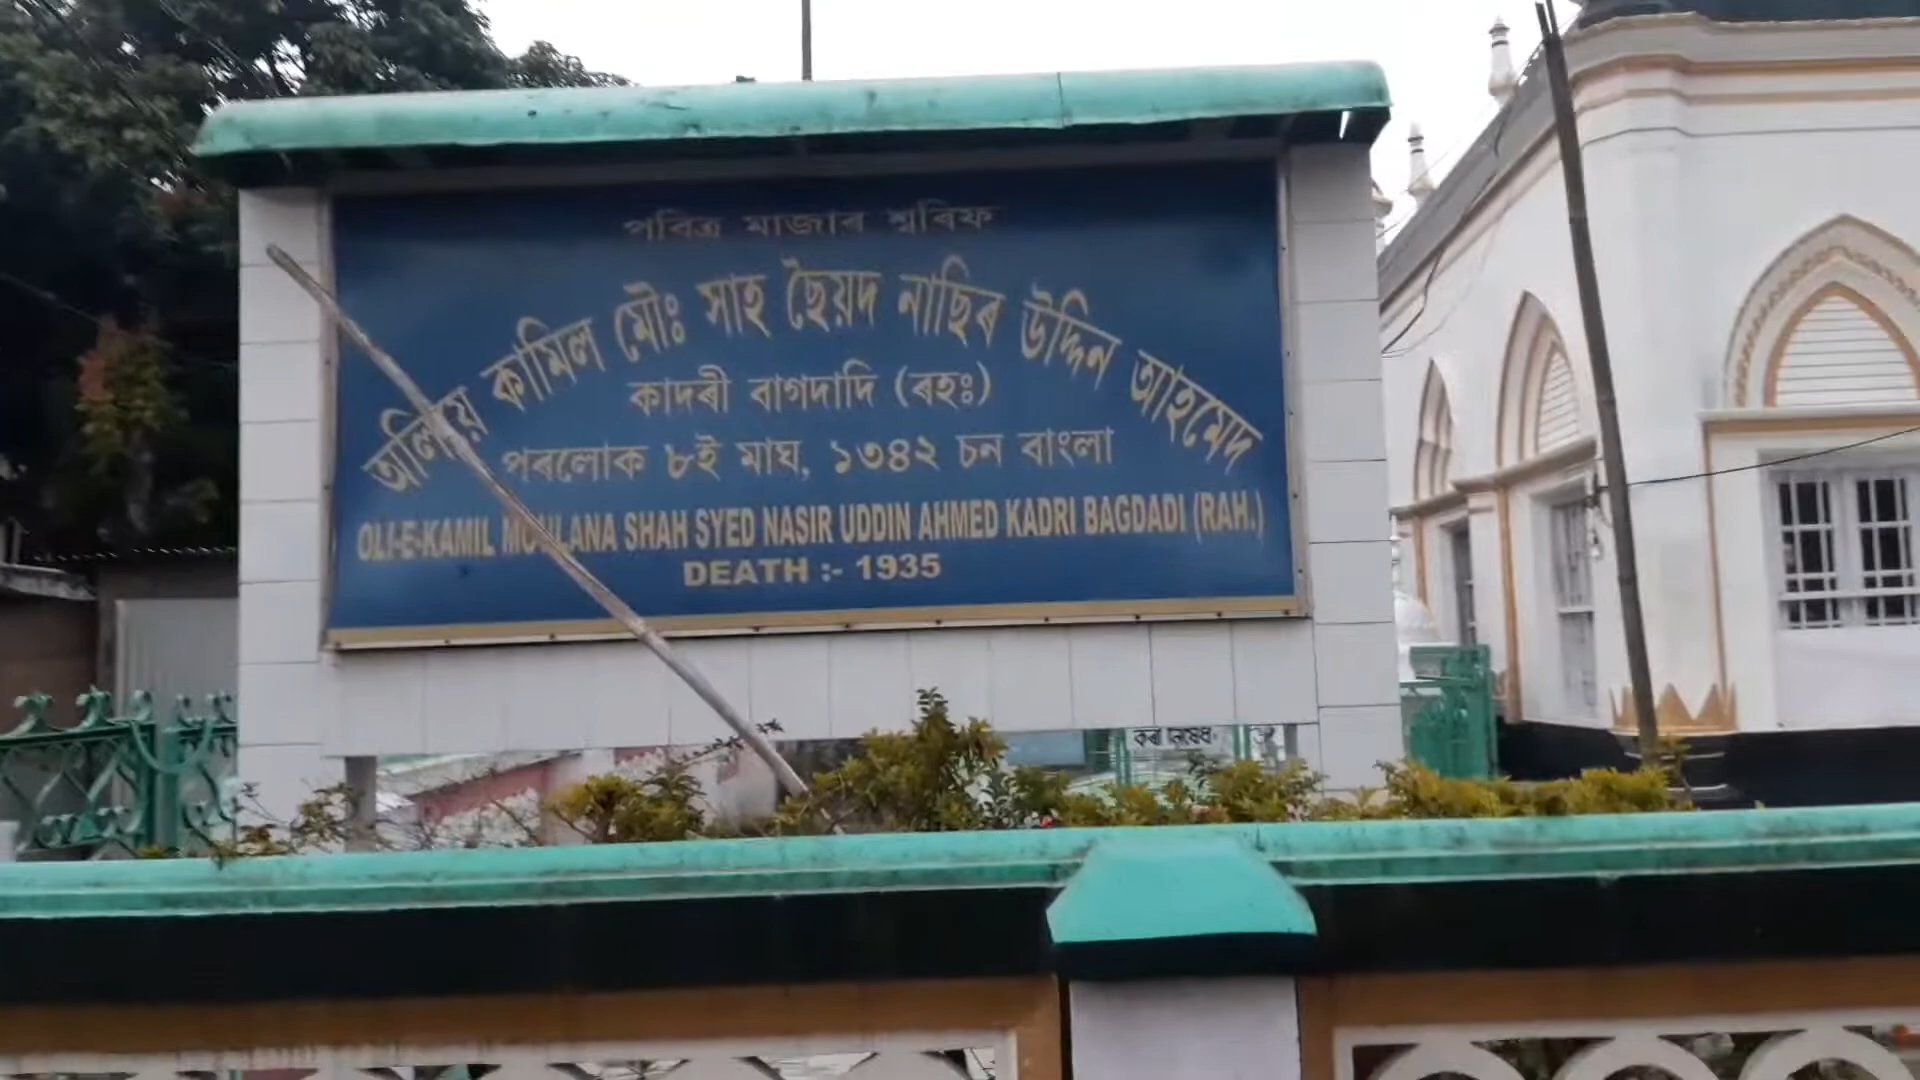 পবিত্ৰ মাজাৰ শ্বৰিফ
অলিয়ে কামিল মৌঃ সাহ ছৈয়দ নাছিৰ উদ্দিন আহমেদ
কাদৰী বাগদাদি (ৰহঃ)
পৰলোক ৮ই মাঘ, ১৩৪২ চন বাংলা
OLI-E-KAMIL MOULANA SHAH SYED NASIR UDDIN AHMED KADRI BAGDADI (RAH.)
DEATH :- 1935
কৰা নিষেধ